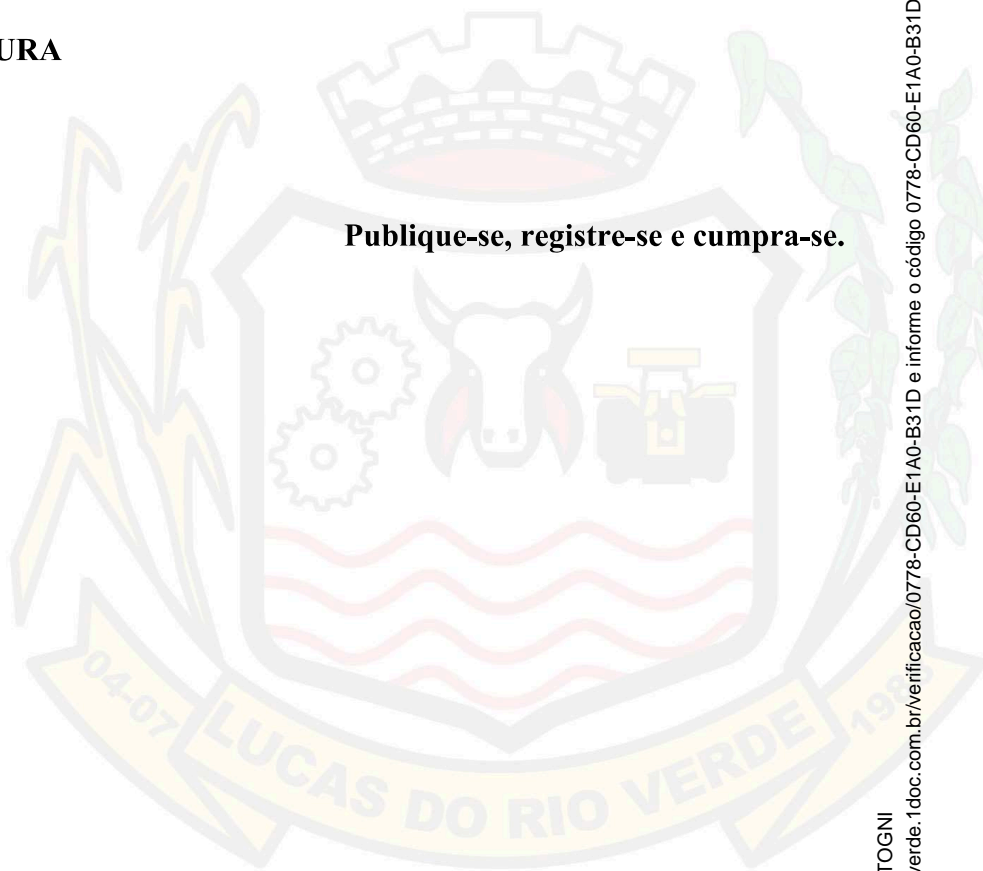 URA
Publique-se, registre-se e cumpra-se.
04-07
LUCAS DO RIO VERDE
1988
TOGNI
verde.1doc.com.br/verificacao/0778-CD60-E1A0-B31D e informe o código 0778-CD60-E1A0-B31D